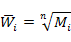 W̄ᵢ = ⁿ√Mᵢ